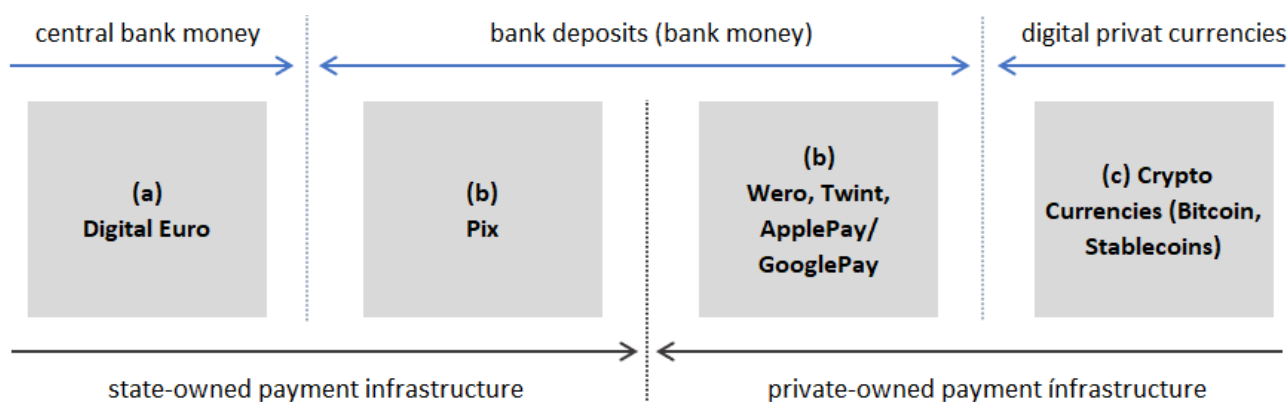 central bank money
bank deposits (bank money)
digital privat currencies
(a)
Digital Euro
(b)
Pix
(b)
Wero, Twint,
ApplePay/
GooglePay
(c) Crypto
Currencies (Bitcoin,
Stablecoins)
state-owned payment infrastructure
private-owned payment ínfrastructure